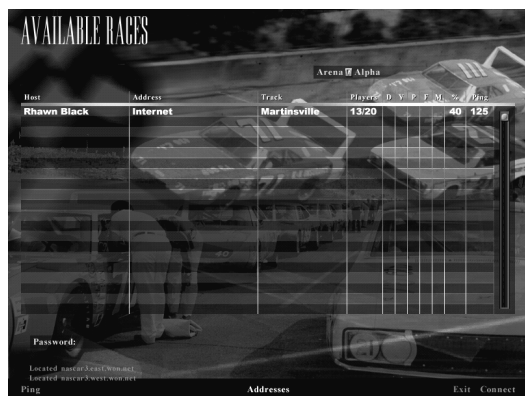 AVAILABLE RACES
Arena Alpha
Host Address Track Player D V P F M % Ping
Rhawn Black Internet Martinsville 13/20 40 125
Password:
Located nascar3.east.won.net
Located nascar3.west.won.net
Ping Addresses Exit Connect